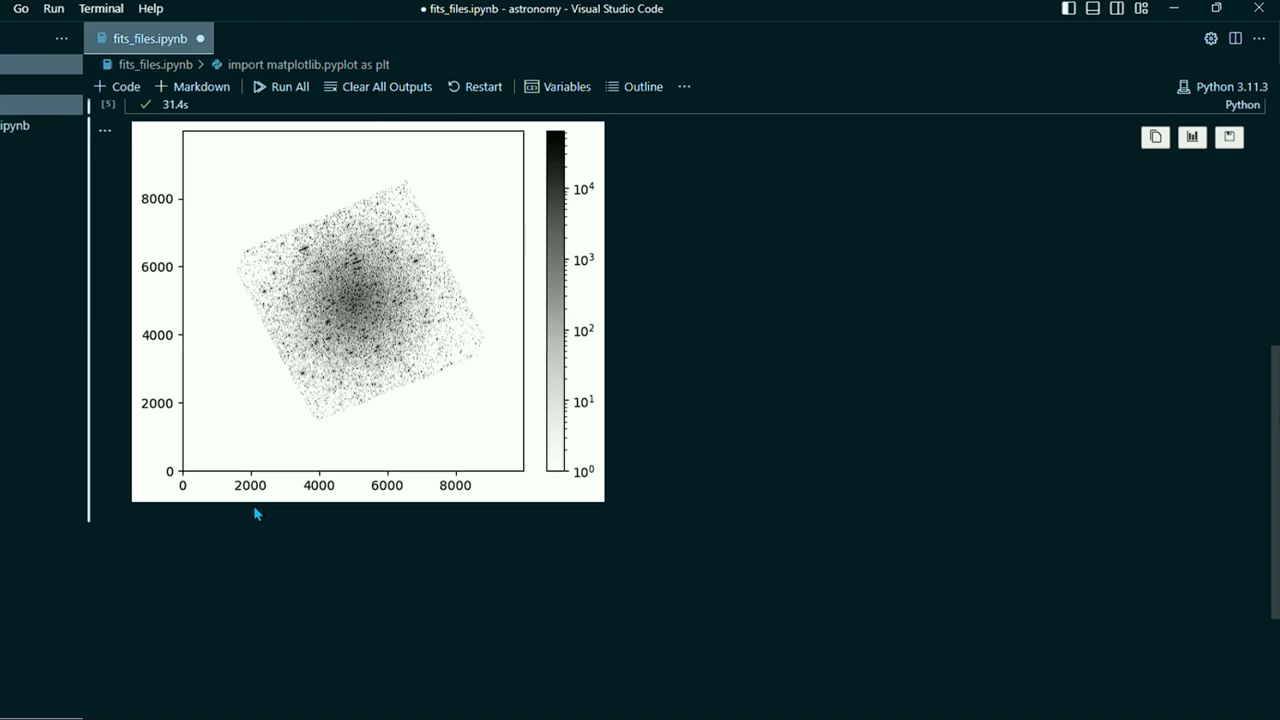 Go Run Terminal Help ● fits_files.ipynb - astronomy - Visual Studio Code
fits_files.ipynb
fits_files.ipynb > import matplotlib.pyplot as plt
+ Code + Markdown Run All Clear All Outputs Restart Variables Outline ... Python 3.11.3
[5] ✓ 31.4s Python
ipynb
8000
6000
4000
2000
0
0 2000 4000 6000 8000
10⁴
10³
10²
10¹
10⁰